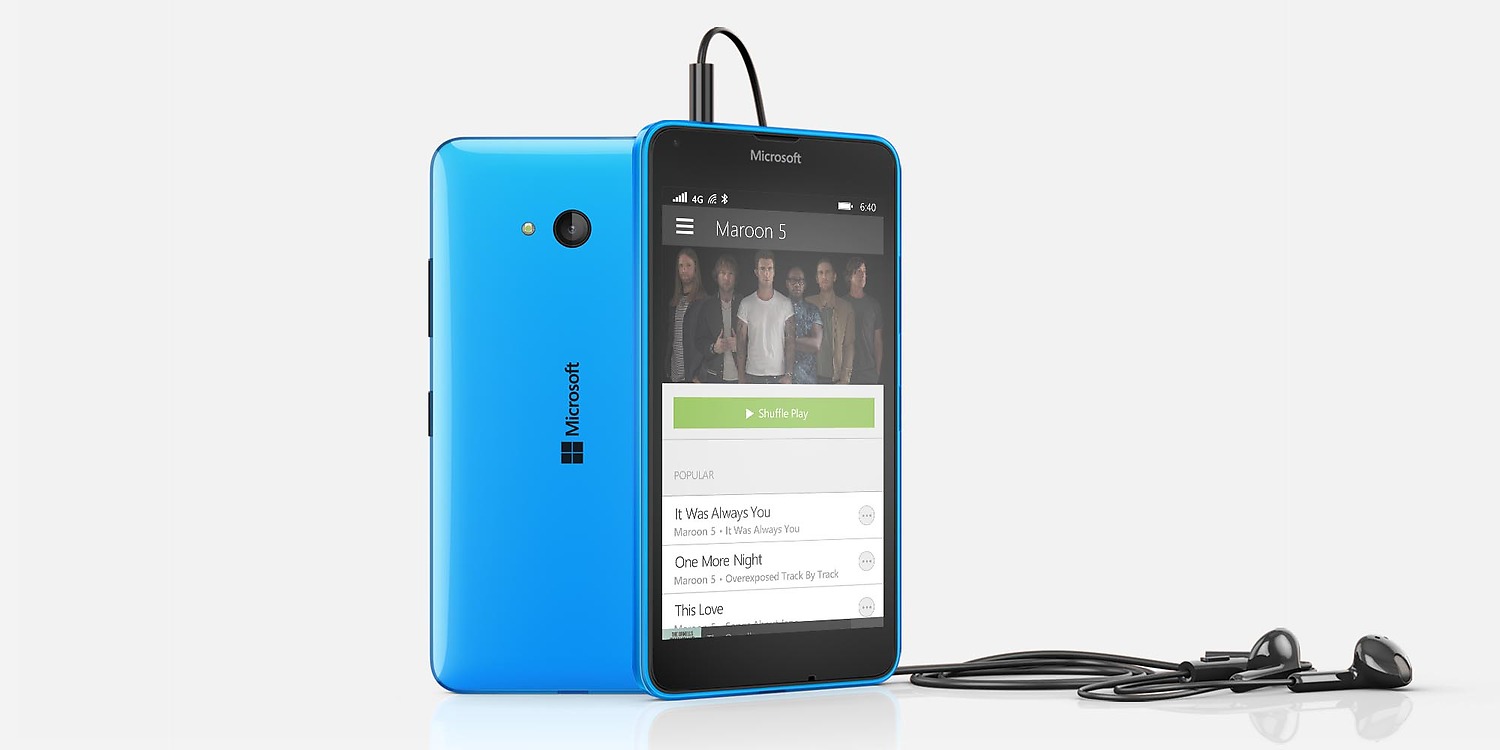 Microsoft
Microsoft
4G 6:40
Maroon 5
Shuffle Play
POPULAR
It Was Always You
Maroon 5 • It Was Always You
One More Night
Maroon 5 • Overexposed Track By Track
This Love